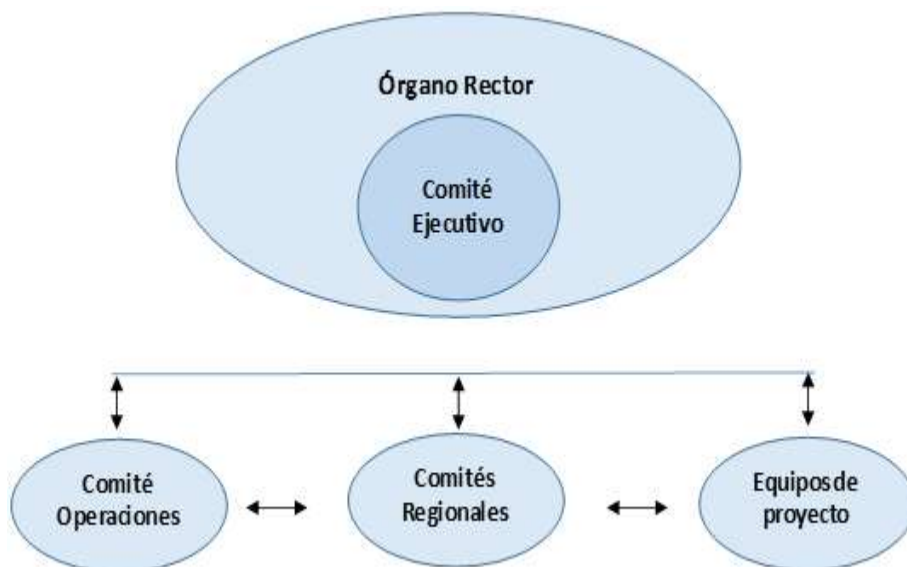 Órgano Rector
Comité
Ejecutivo
Comité
Operaciones
Comités
Regionales
Equipos de
proyecto